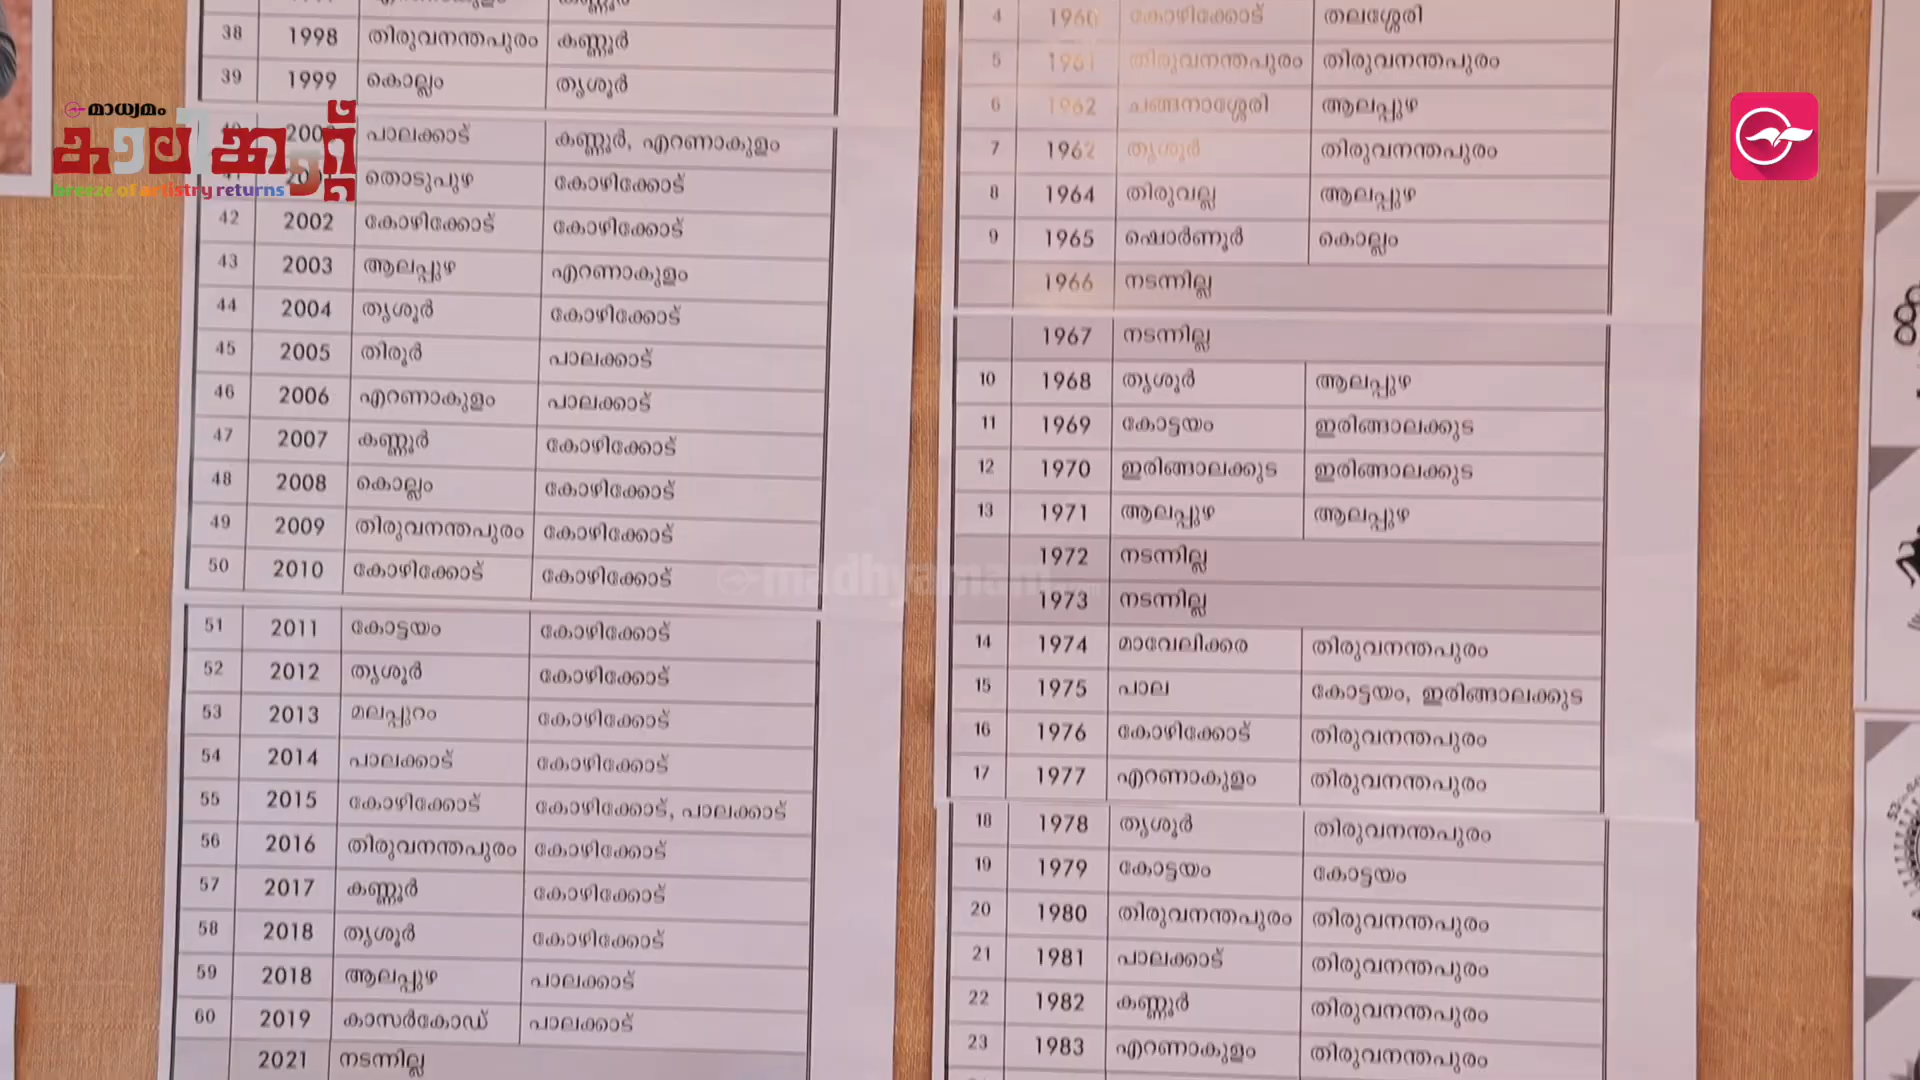 മാധ്യമം
കാലിക്കറ്റ്
breeze of artistry returns
38 1998 തിരുവനന്തപുരം കണ്ണൂർ
39 1999 കൊല്ലം തൃശൂർ
പാലക്കാട് കണ്ണൂർ, എറണാകുളം
തൊടുപുഴ കോഴിക്കോട്
42 2002 കോഴിക്കോട് കോഴിക്കോട്
43 2003 ആലപ്പുഴ എറണാകുളം
44 2004 തൃശൂർ കോഴിക്കോട്
45 2005 തിരൂർ പാലക്കാട്
46 2006 എറണാകുളം പാലക്കാട്
47 2007 കണ്ണൂർ കോഴിക്കോട്
48 2008 കൊല്ലം കോഴിക്കോട്
49 2009 തിരുവനന്തപുരം കോഴിക്കോട്
50 2010 കോഴിക്കോട് കോഴിക്കോട്
51 2011 കോട്ടയം കോഴിക്കോട്
52 2012 തൃശൂർ കോഴിക്കോട്
53 2013 മലപ്പുറം കോഴിക്കോട്
54 2014 പാലക്കാട് കോഴിക്കോട്
55 2015 കോഴിക്കോട് കോഴിക്കോട്, പാലക്കാട്
56 2016 തിരുവനന്തപുരം കോഴിക്കോട്
57 2017 കണ്ണൂർ കോഴിക്കോട്
58 2018 തൃശൂർ കോഴിക്കോട്
59 2018 ആലപ്പുഴ പാലക്കാട്
60 2019 കാസർകോഡ് പാലക്കാട്
2021 നടന്നില്ല
4 1960 കോഴിക്കോട് തലശ്ശേരി
5 1961 തിരുവനന്തപുരം തിരുവനന്തപുരം
6 1962 ചങ്ങനാശ്ശേരി ആലപ്പുഴ
7 1962 തൃശൂർ തിരുവനന്തപുരം
8 1964 തിരുവല്ല ആലപ്പുഴ
9 1965 ഷൊർണൂർ കൊല്ലം
1966 നടന്നില്ല
1967 നടന്നില്ല
10 1968 തൃശൂർ ആലപ്പുഴ
11 1969 കോട്ടയം ഇരിങ്ങാലക്കുട
12 1970 ഇരിങ്ങാലക്കുട ഇരിങ്ങാലക്കുട
13 1971 ആലപ്പുഴ ആലപ്പുഴ
1972 നടന്നില്ല
1973 നടന്നില്ല
14 1974 മാവേലിക്കര തിരുവനന്തപുരം
15 1975 പാല കോട്ടയം, ഇരിങ്ങാലക്കുട
16 1976 കോഴിക്കോട് തിരുവനന്തപുരം
17 1977 എറണാകുളം തിരുവനന്തപുരം
18 1978 തൃശൂർ തിരുവനന്തപുരം
19 1979 കോട്ടയം കോട്ടയം
20 1980 തിരുവനന്തപുരം തിരുവനന്തപുരം
21 1981 പാലക്കാട് തിരുവനന്തപുരം
22 1982 കണ്ണൂർ തിരുവനന്തപുരം
23 1983 എറണാകുളം തിരുവനന്തപുരം
madhyamam